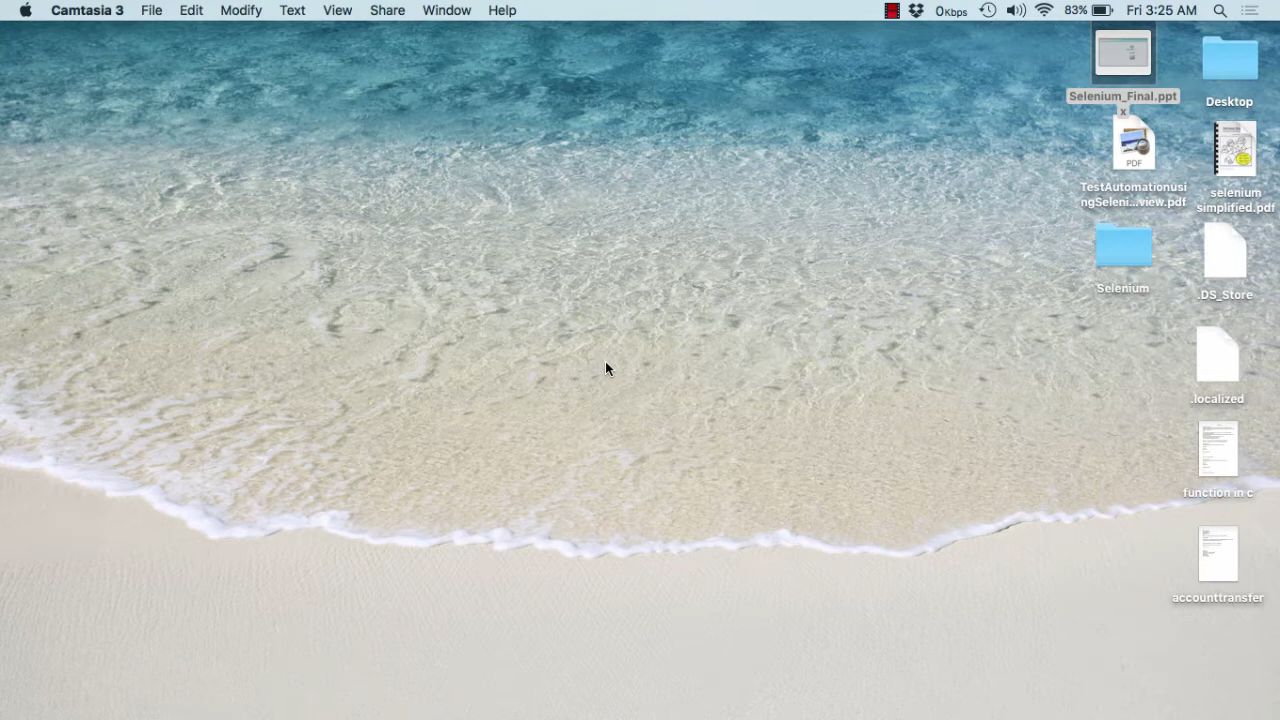 Camtasia 3 File Edit Modify Text View Share Window Help 0Kbps 83% Fri 3:25 AM
Selenium_Final.ppt
x
Desktop
PDF
TestAutomationusi
ngSeleni...view.pdf
selenium
simplified.pdf
Selenium
.DS_Store
.localized
function in c
accounttransfer